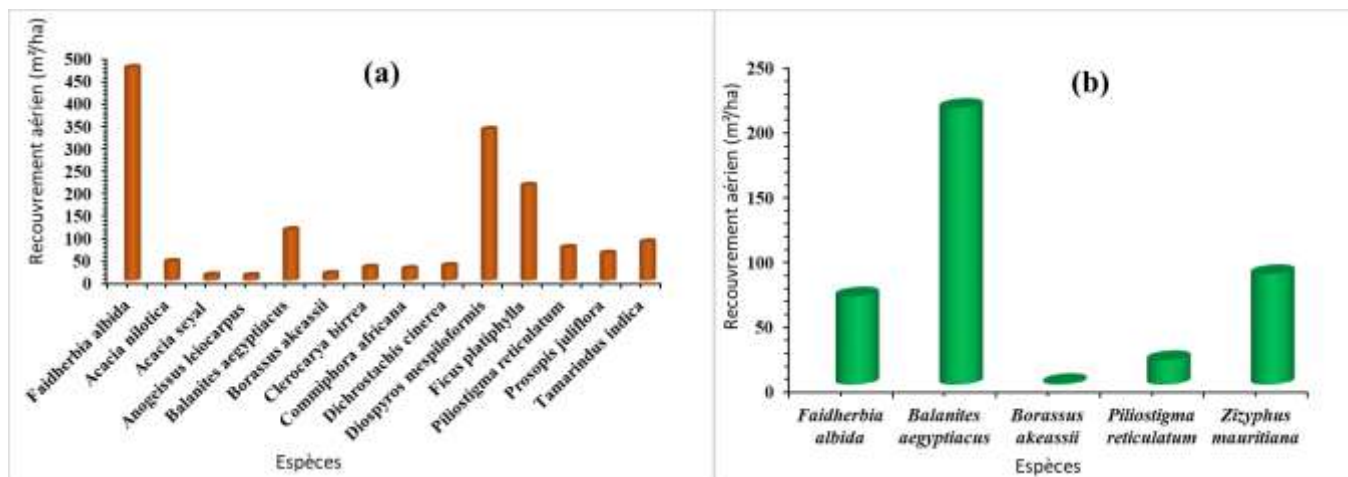 (a)
Recouvrement aérien (m²/ha)
500
450
400
350
300
250
200
150
100
50
0
Faidherbia albida
Acacia nilotica
Acacia seyal
Anogeissus leiocarpus
Balanites aegyptiacus
Borassus akeassii
Clerocarya birrea
Commiphora africana
Dichrostachis cinerea
Diospyros mespiloformis
Ficus platiphylla
Piliostigma reticulatum
Prosopis juliflora
Tamarindus indica
Espèces
(b)
Recouvrement aérien (m²/ha)
250
200
150
100
50
0
Faidherbia albida
Balanites aegyptiacus
Borassus akeassii
Piliostigma reticulatum
Zizyphus mauritiana
Espèces